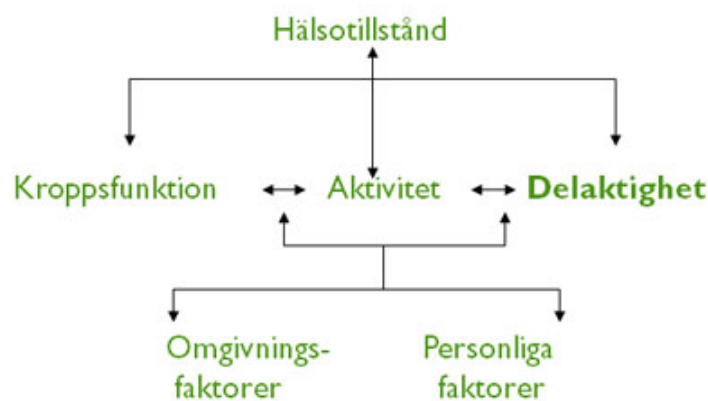 Hälsotillstånd
Kroppsfunktion Aktivitet Delaktighet
Omgivnings- Personliga
faktorer faktorer